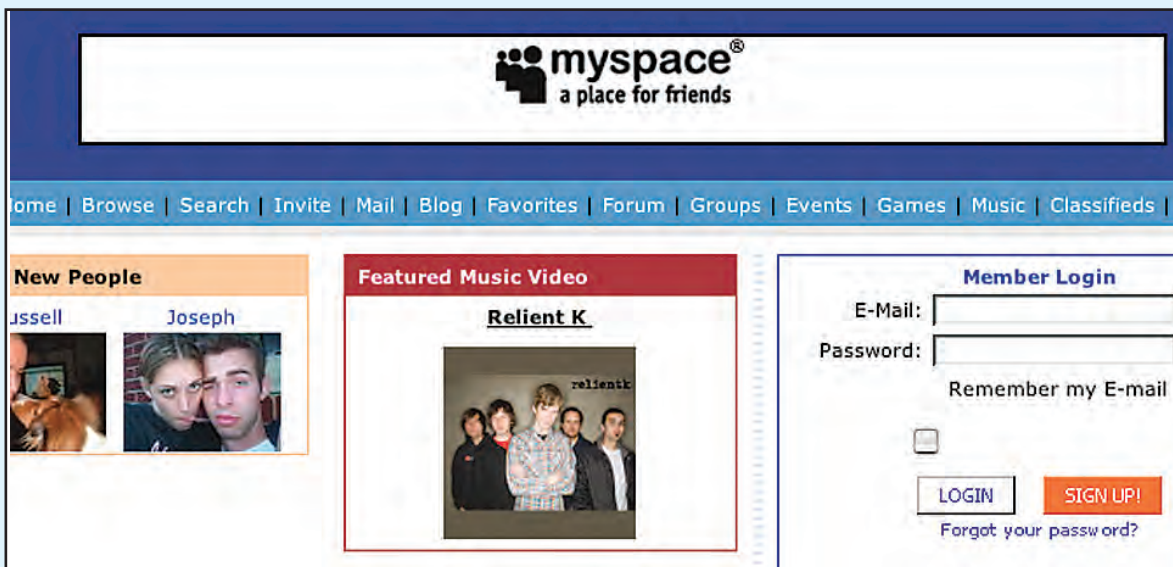 myspace®
a place for friends
ome | Browse | Search | Invite | Mail | Blog | Favorites | Forum | Groups | Events | Games | Music | Classifieds |
New People
ussell
Joseph
Featured Music Video
Relient K
relientk
Member Login
E-Mail:
Password:
Remember my E-mail
LOGIN
SIGN UP!
Forgot your password?